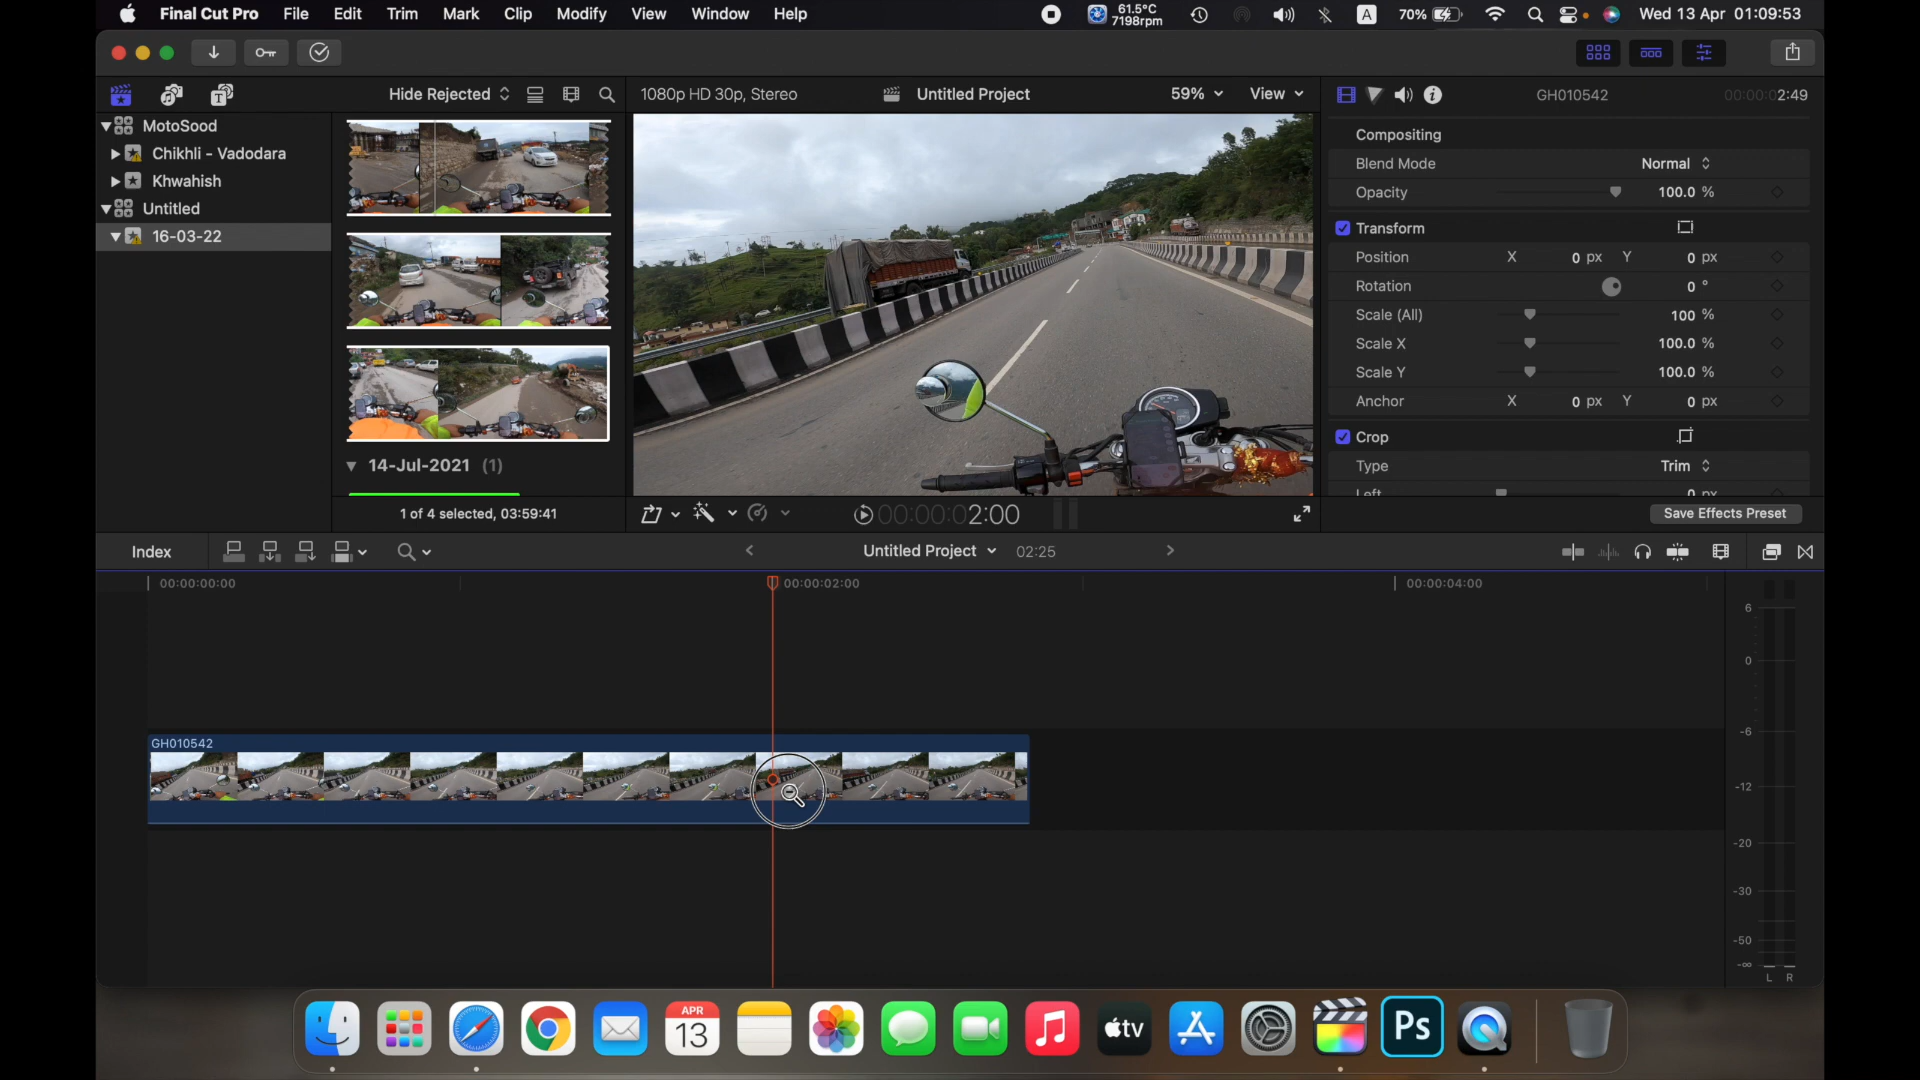 Final Cut Pro File Edit Trim Mark Clip Modify View Window Help 61.5°C 7198rpm A 70% Wed 13 Apr 01:09:53
Hide Rejected 1080p HD 30p, Stereo Untitled Project 59% View GH010542 00:00:02:49
MotoSood
Chikhli - Vadodara
Khwahish
Untitled
16-03-22
14-Jul-2021 (1)
1 of 4 selected, 03:59:41
00:00:02:00
Compositing
Blend Mode Normal
Opacity 100.0 %
Transform
Position X 0 px Y 0 px
Rotation 0 °
Scale (All) 100 %
Scale X 100.0 %
Scale Y 100.0 %
Anchor X 0 px Y 0 px
Crop
Type Trim
Left 0 px
Save Effects Preset
Index Untitled Project 02:25
00:00:00:00 00:00:02:00 00:00:04:00
GH010542
6
0
-6
-12
-20
-30
-50
-∞
L R
APR
13
tv
Ps